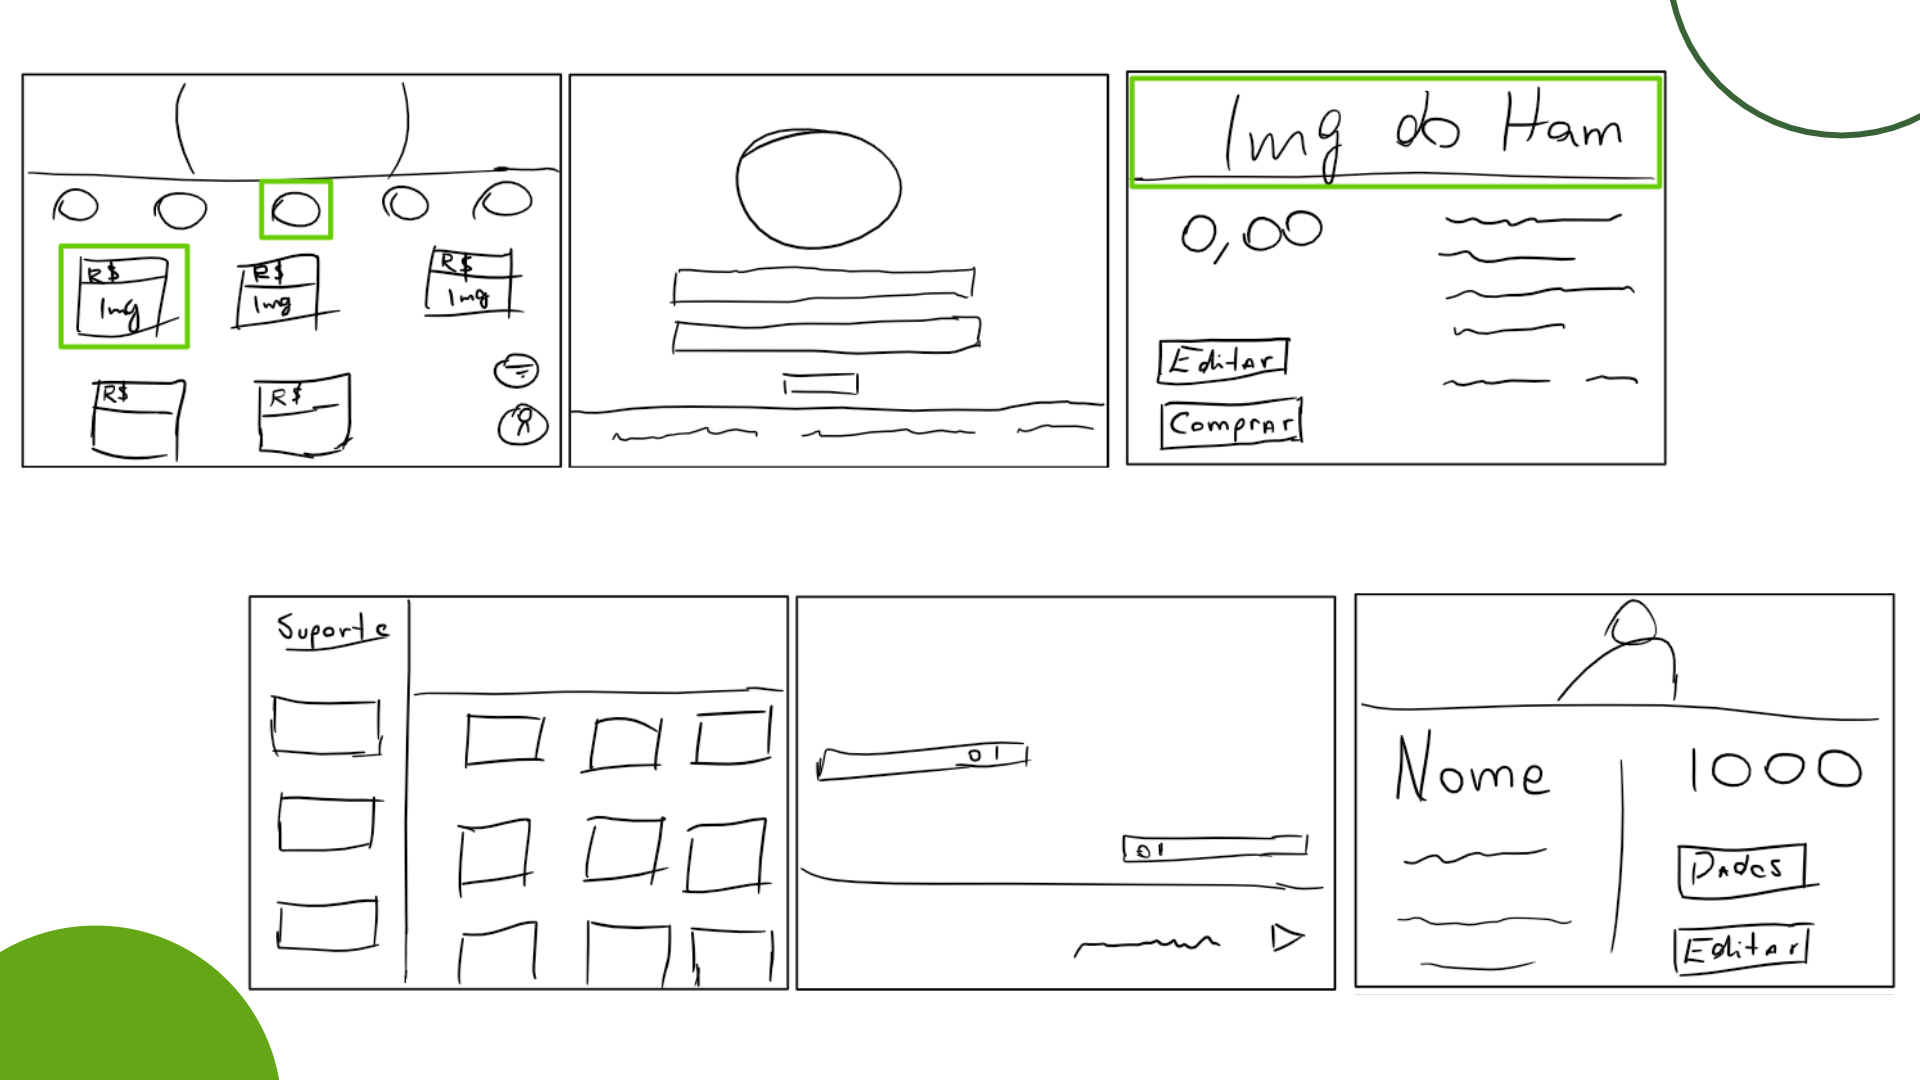 R$
Img
R$
Img
R$
Img
R$
R$
Img do Ham
0,00
Editar
Comprar
Suporte
01
01
Nome
1000
Dados
Editar